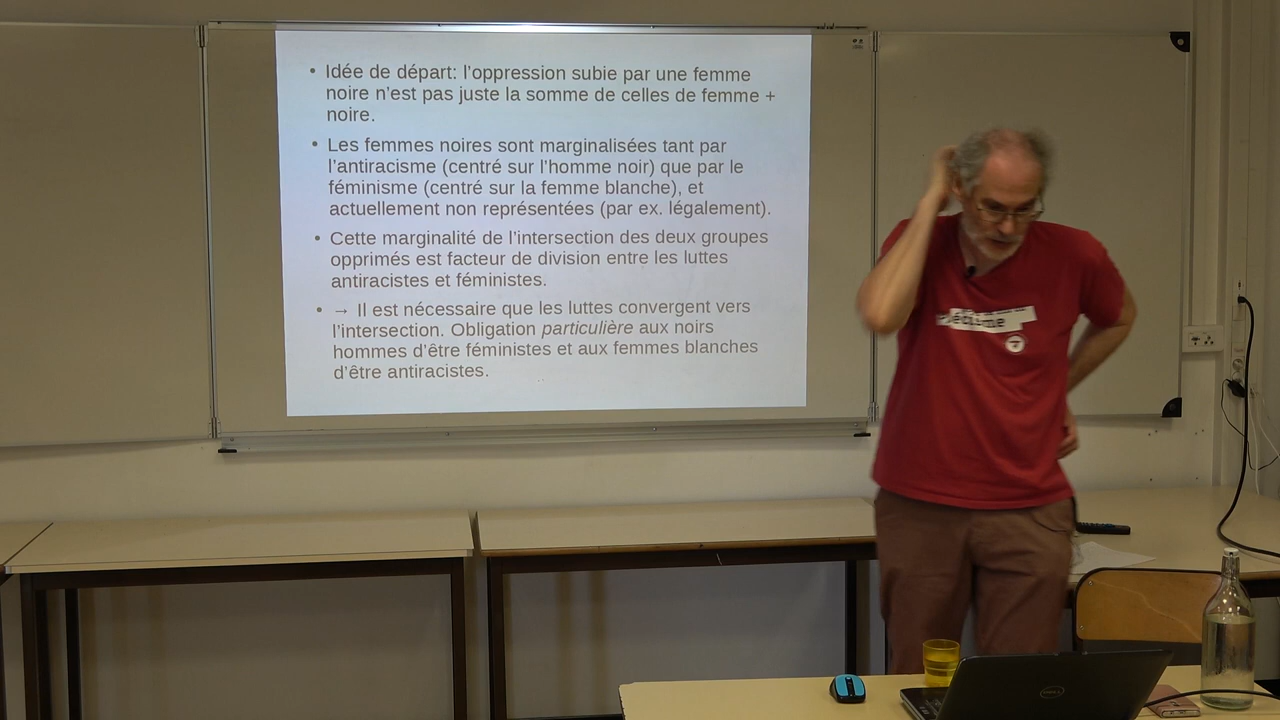 • Idée de départ: l'oppression subie par une femme
noire n'est pas juste la somme de celles de femme +
noire.
• Les femmes noires sont marginalisées tant par
l'antiracisme (centré sur l'homme noir) que par le
féminisme (centré sur la femme blanche), et
actuellement non représentées (par ex. légalement).
• Cette marginalité de l'intersection des deux groupes
opprimés est facteur de division entre les luttes
antiracistes et féministes.
• → Il est nécessaire que les luttes convergent vers
l'intersection. Obligation particulière aux noirs
hommes d'être féministes et aux femmes blanches
d'être antiracistes.
DELL